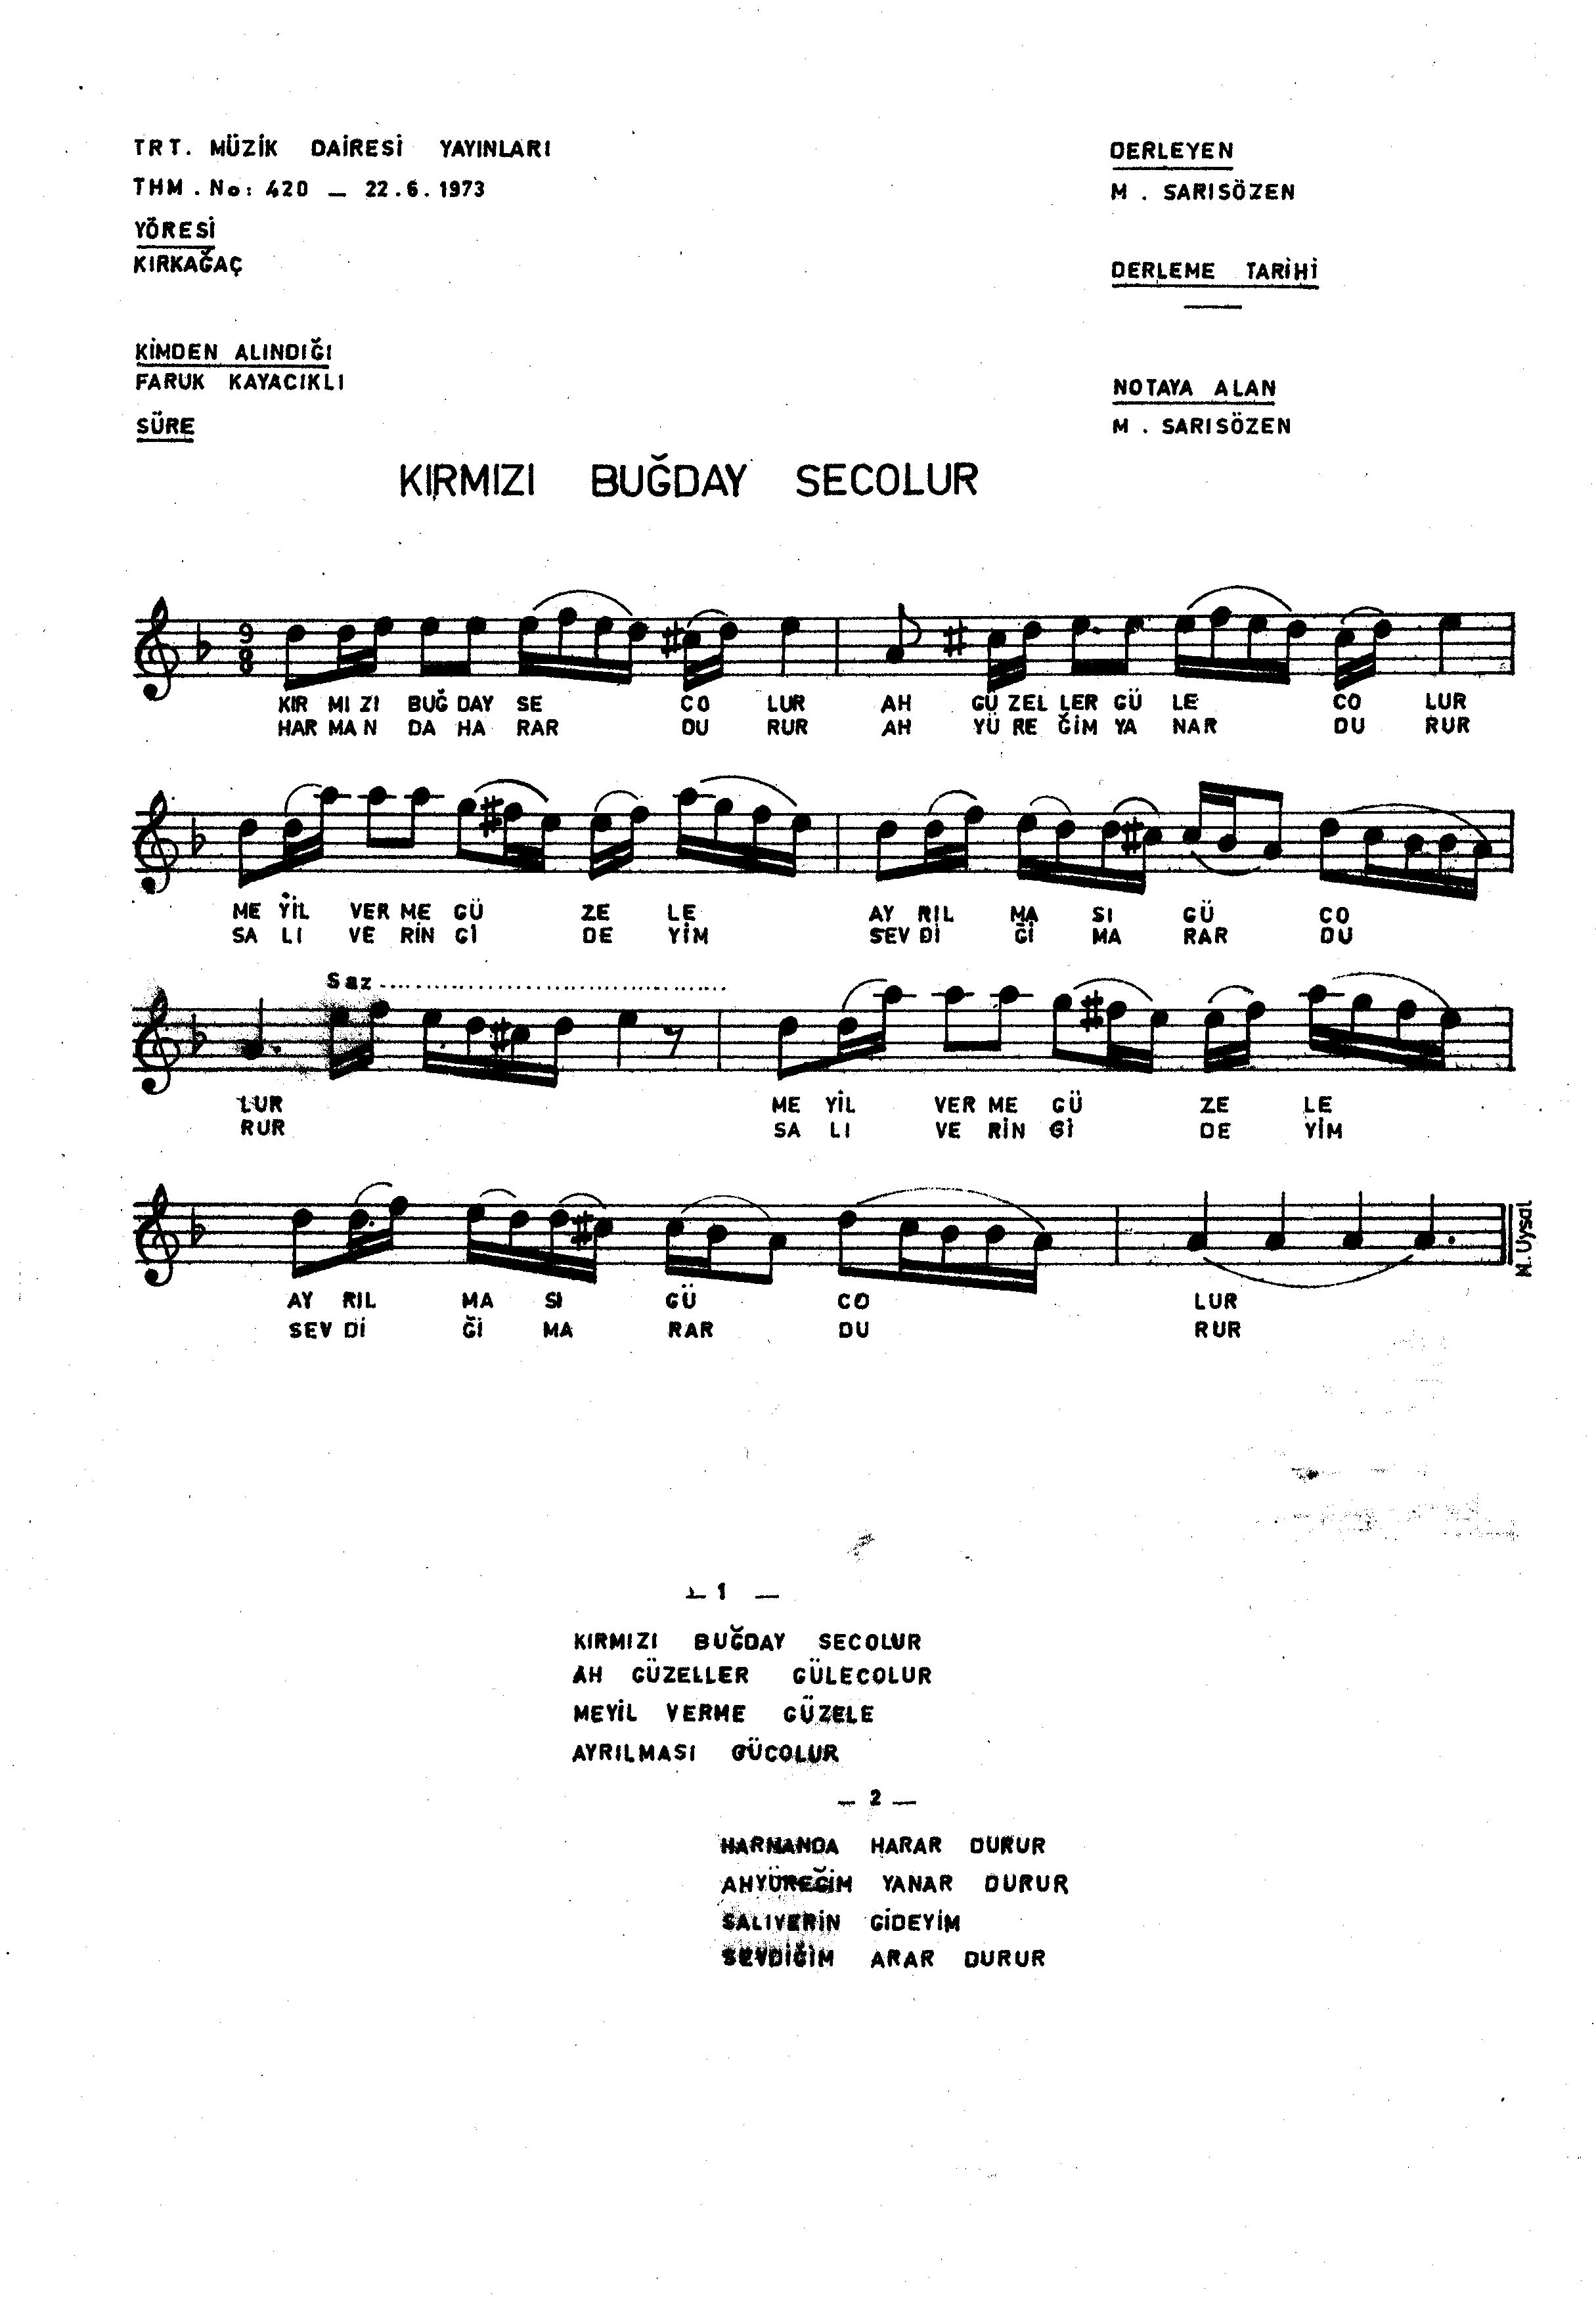 TRT. MÜZİK DAİRESİ YAYINLARI
THM. No: 420 – 22.6.1973
YÖRESİ
KIRKAĞAÇ
KİMDEN ALINDIĞI
FARUK KAYACIKLI
SÜRE
DERLEYEN
M. SARISÖZEN
DERLEME TARİHİ
NOTAYA ALAN
M. SARISÖZEN
KIRMIZI BUĞDAY SECOLUR
9
8
KIR MI ZI BUĞ DAY SE CO LUR AH GÜ ZEL LER GÜ LE CO LUR
HAR MAN DA HA RAR DU RUR AH YÜ RE ĞİM YA NAR DU RUR
ME YİL VER ME GÜ ZE LE AY RIL MA SI GÜ CO
SA LI VE RİN Gİ DE YİM SEV Dİ Ğİ MA RAR DU
Saz
LUR ME YİL VER ME GÜ ZE LE
RUR SA LI VE RİN Gİ DE YİM
AY RIL MA SI GÜ CO LUR
SEV Dİ Ğİ MA RAR DU RUR
N. Uysal
– 1 –
KIRMIZI BUĞDAY SECOLUR
AH GÜZELLER GÜLECOLUR
MEYİL VERME GÜZELE
AYRILMASI GÜCOLUR
– 2 –
HARMANDA HARAR DURUR
AHYÜREĞİM YANAR DURUR
SALIVERİN GİDEYİM
SEVDİĞİM ARAR DURUR